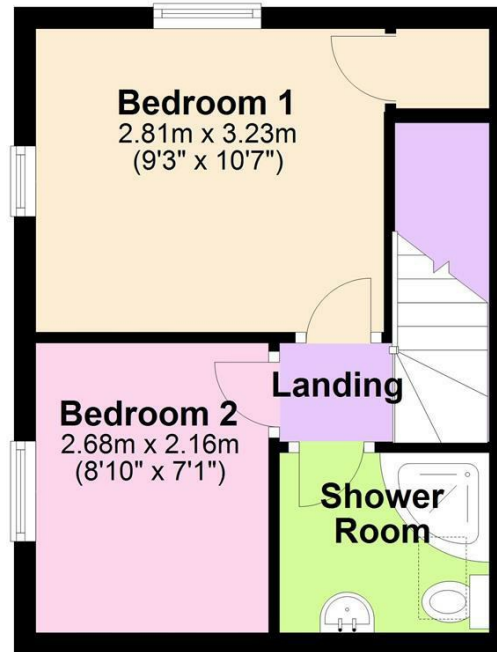 Bedroom 1
2.81m x 3.23m
(9'3" x 10'7")
Landing
Bedroom 2
2.68m x 2.16m
(8'10" x 7'1")
Shower
Room